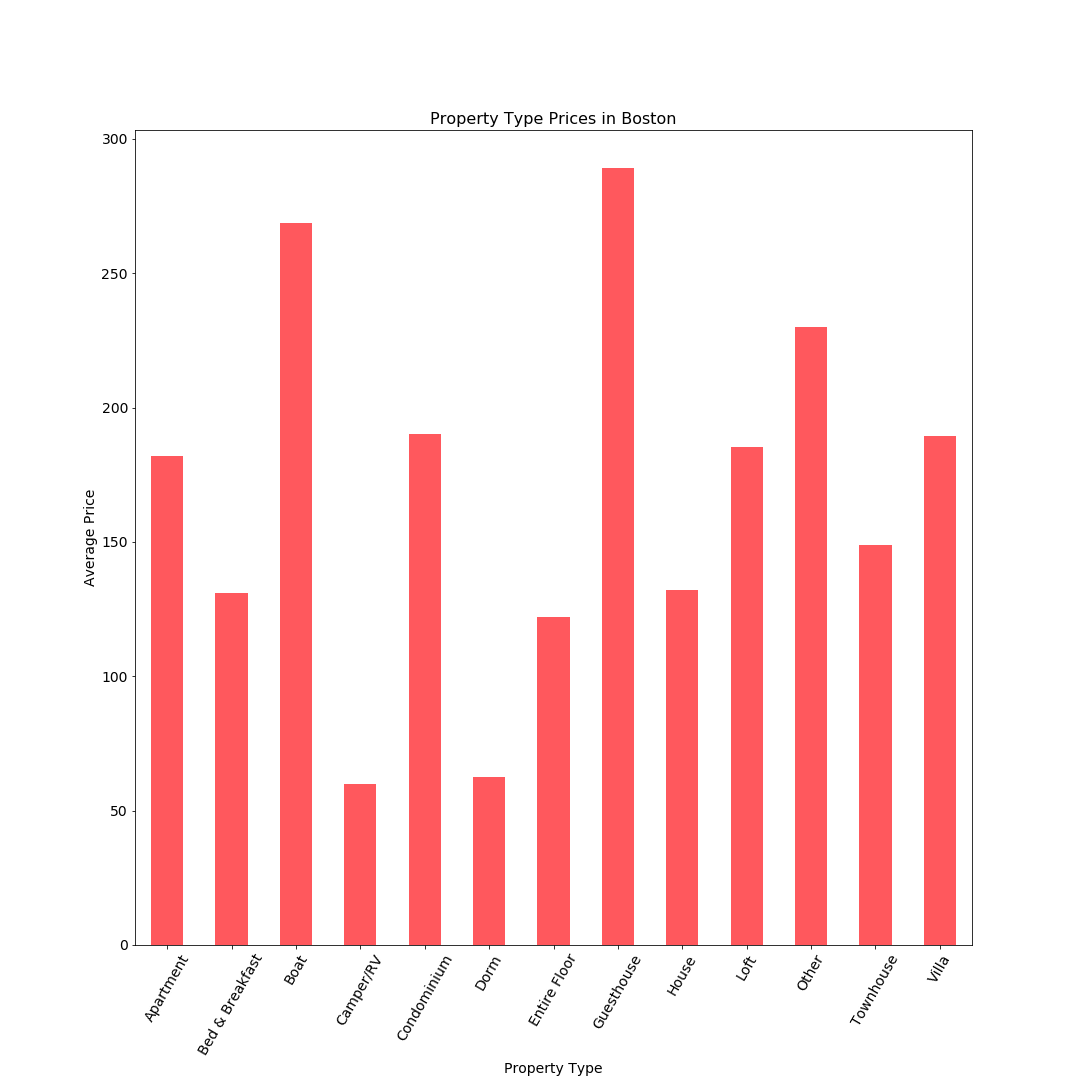 Property Type Prices in Boston
300
250
200
150
100
50
0
Average Price
Apartment
Bed & Breakfast
Boat
Camper/RV
Condominium
Dorm
Entire Floor
Guesthouse
House
Loft
Other
Townhouse
Villa
Property Type